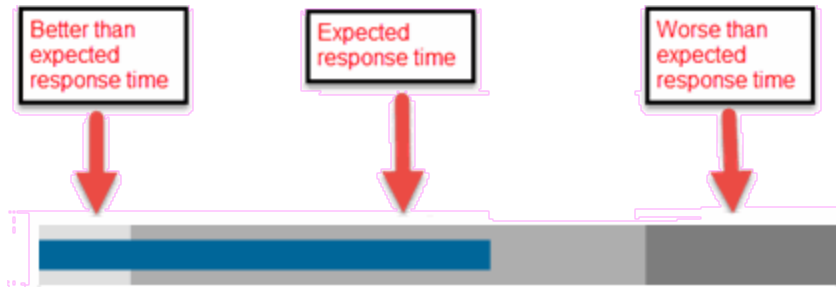 Better than
expected
response time
Expected
response time
Worse than
expected
response time